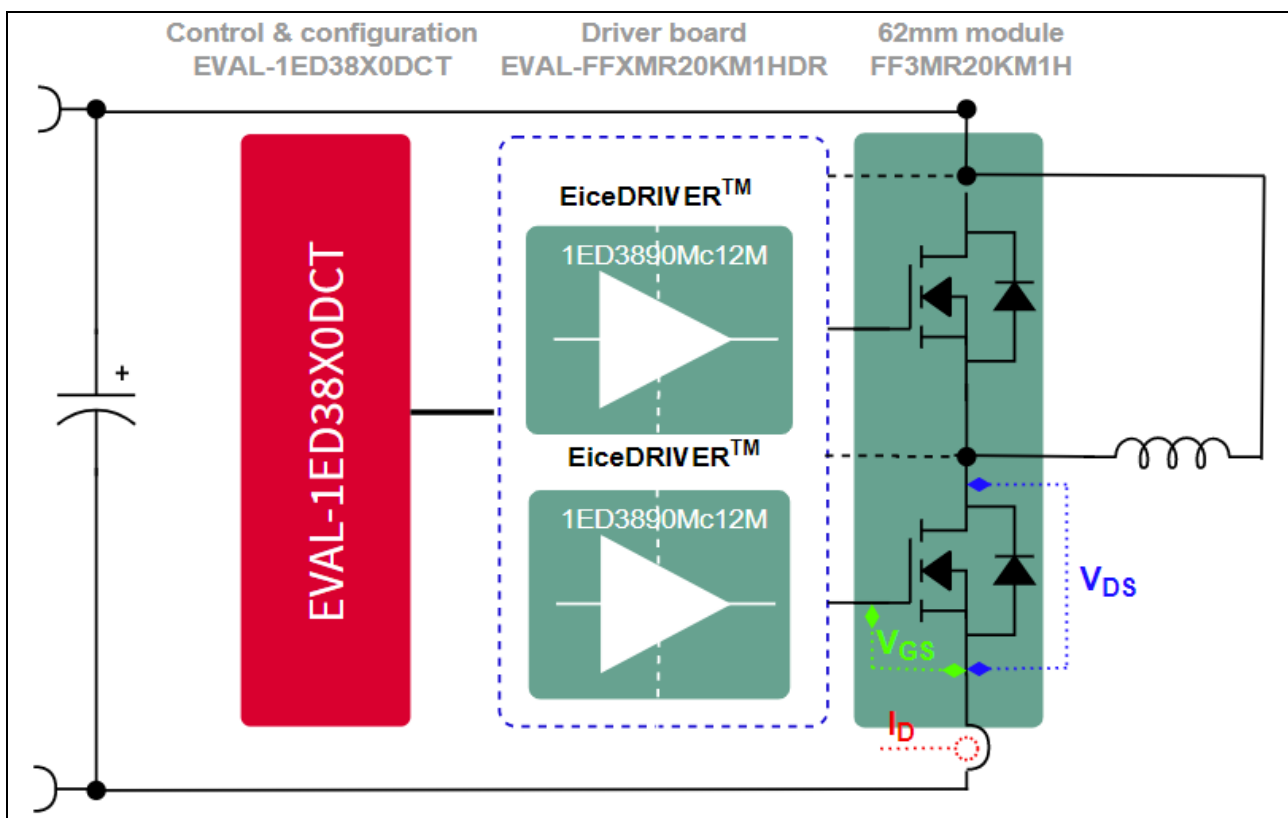 Control & configuration
EVAL-1ED38X0DCT
Driver board
EVAL-FFXMR20KM1HDR
62mm module
FF3MR20KM1H
EVAL-1ED38X0DCT
EiceDRIVER™
1ED3890Mc12M
EiceDRIVER™
1ED3890Mc12M
+
VDS
VGS
ID